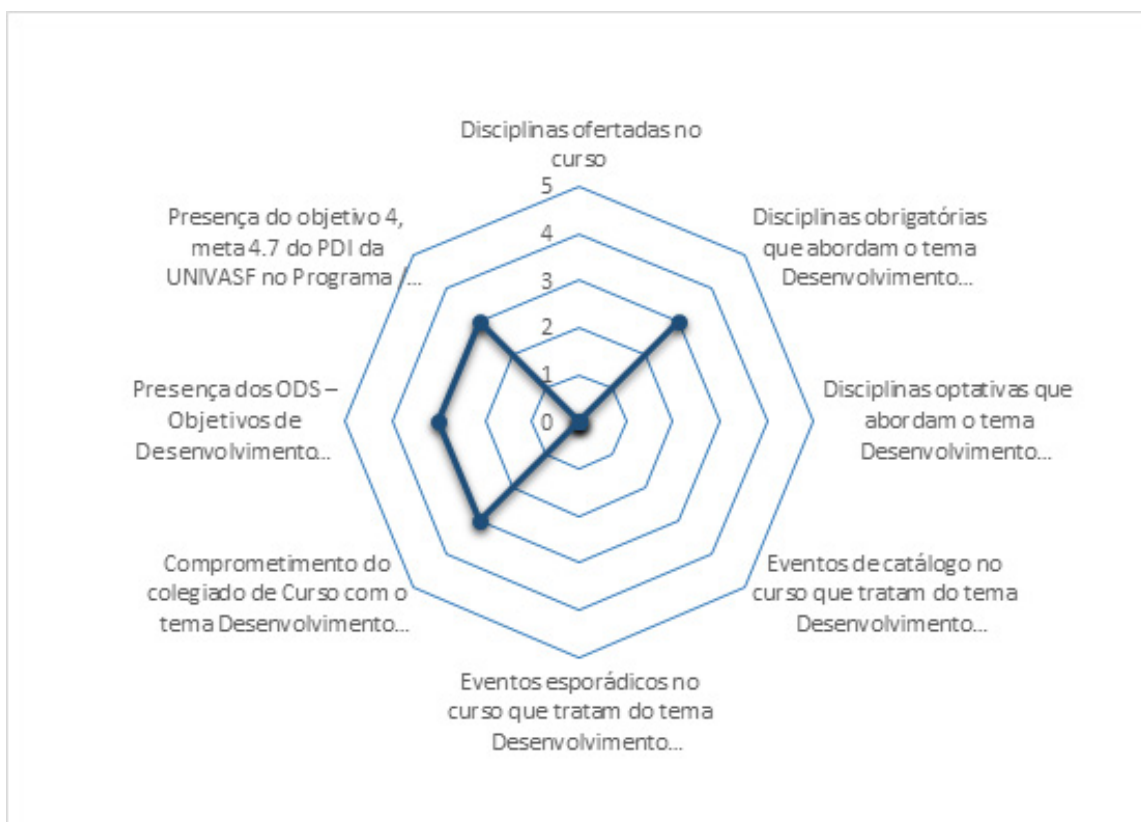 Disciplinas ofertadas no
curso
5
4
3
2
1
0
Disciplinas obrigatórias
que abordam o tema
Desenvolvimento...
Disciplinas optativas que
abordam o tema
Desenvolvimento...
Eventos de catálogo no
curso que tratam do tema
Desenvolvimento...
Eventos esporádicos no
curso que tratam do tema
Desenvolvimento...
Comprometimento do
colegiado de Curso com o
tema Desenvolvimento...
Presença dos ODS –
Objetivos de
Desenvolvimento...
Presença do objetivo 4,
meta 4.7 do PDI da
UNIVASF no Programa /...